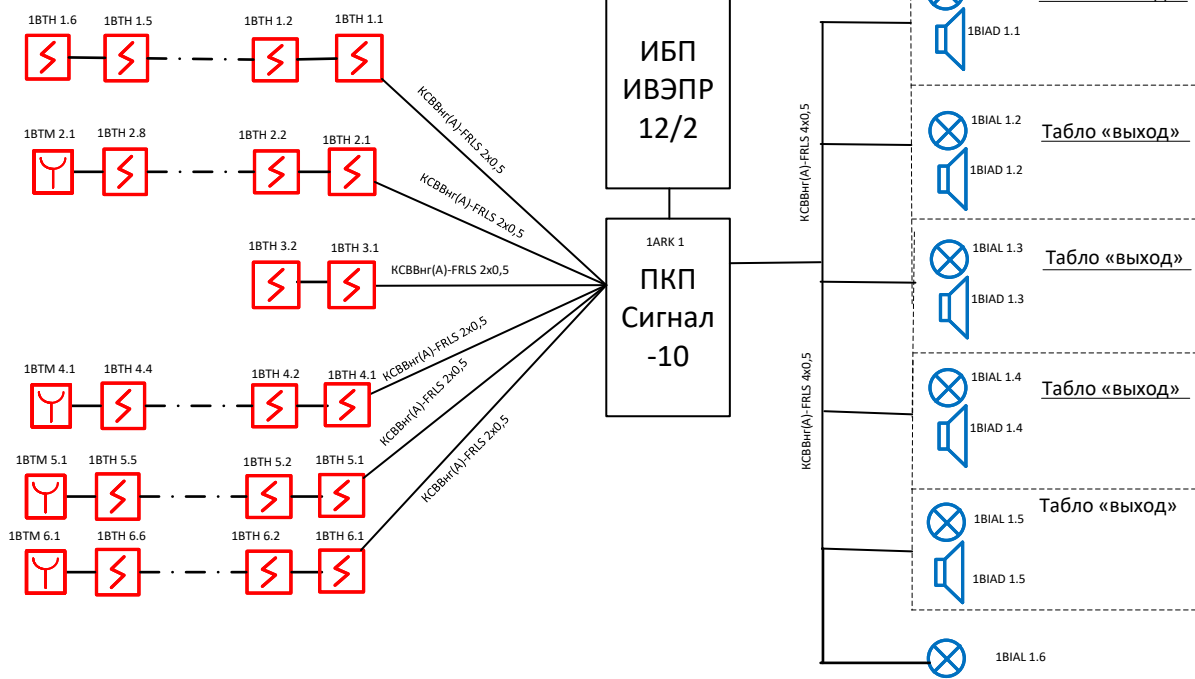 1ВТН 1.6
1ВТН 1.5
1ВТН 1.2
1ВТН 1.1
КСВВнг(А)-FRLS 2х0,5
1ВТМ 2.1
1ВТН 2.8
1ВТН 2.2
1ВТН 2.1
КСВВнг(А)-FRLS 2х0,5
1ВТН 3.2
1ВТН 3.1
КСВВнг(А)-FRLS 2х0,5
1ВТМ 4.1
1ВТН 4.4
1ВТН 4.2
1ВТН 4.1
КСВВнг(А)-FRLS 2х0,5
1ВТМ 5.1
1ВТН 5.5
1ВТН 5.2
1ВТН 5.1
КСВВнг(А)-FRLS 2х0,5
1ВТМ 6.1
1ВТН 6.6
1ВТН 6.2
1ВТН 6.1
КСВВнг(А)-FRLS 2х0,5
ИБП
ИВЭПР
12/2
1ARK 1
ПКП
Сигнал
-10
КСВВнг(А)-FRLS 4х0,5
КСВВнг(А)-FRLS 4х0,5
1BIAD 1.1
1BIAL 1.2
Табло «выход»
1BIAD 1.2
1BIAL 1.3
Табло «выход»
1BIAD 1.3
1BIAL 1.4
Табло «выход»
1BIAD 1.4
1BIAL 1.5
Табло «выход»
1BIAD 1.5
1BIAL 1.6